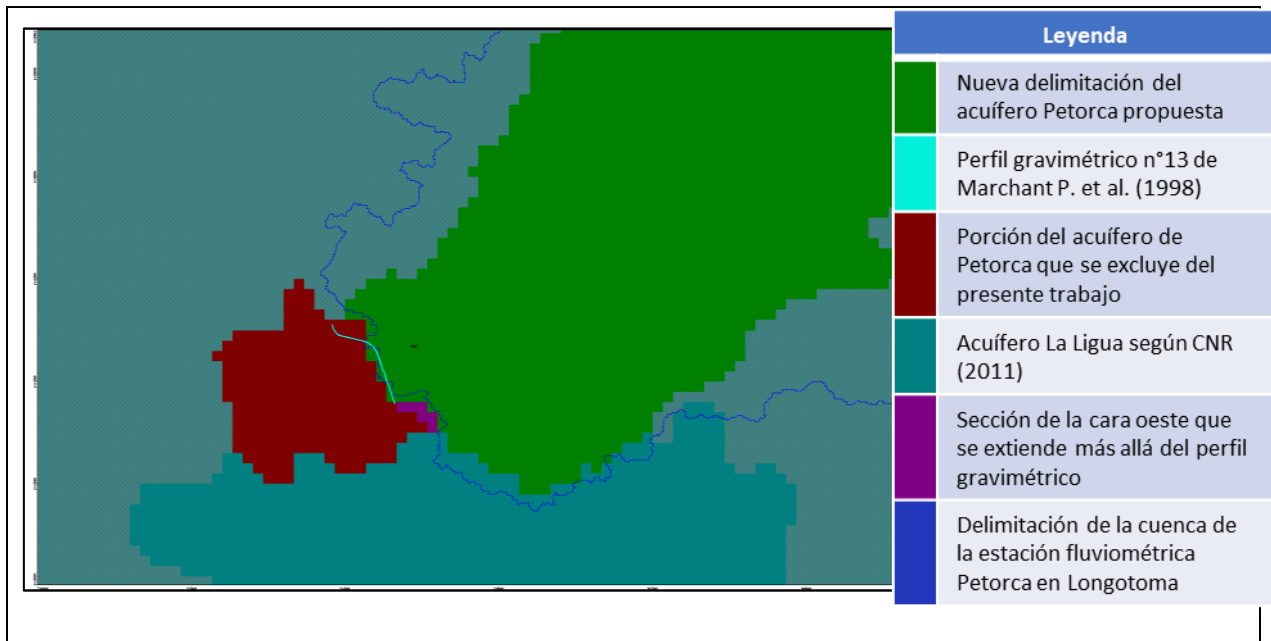 Leyenda
Nueva delimitación del
acuífero Petorca propuesta
Perfil gravimétrico n°13 de
Marchant P. et al. (1998)
Porción del acuífero de
Petorca que se excluye del
presente trabajo
Acuífero La Ligua según CNR
(2011)
Sección de la cara oeste que
se extiende más allá del perfil
gravimétrico
Delimitación de la cuenca de
la estación fluviométrica
Petorca en Longotoma